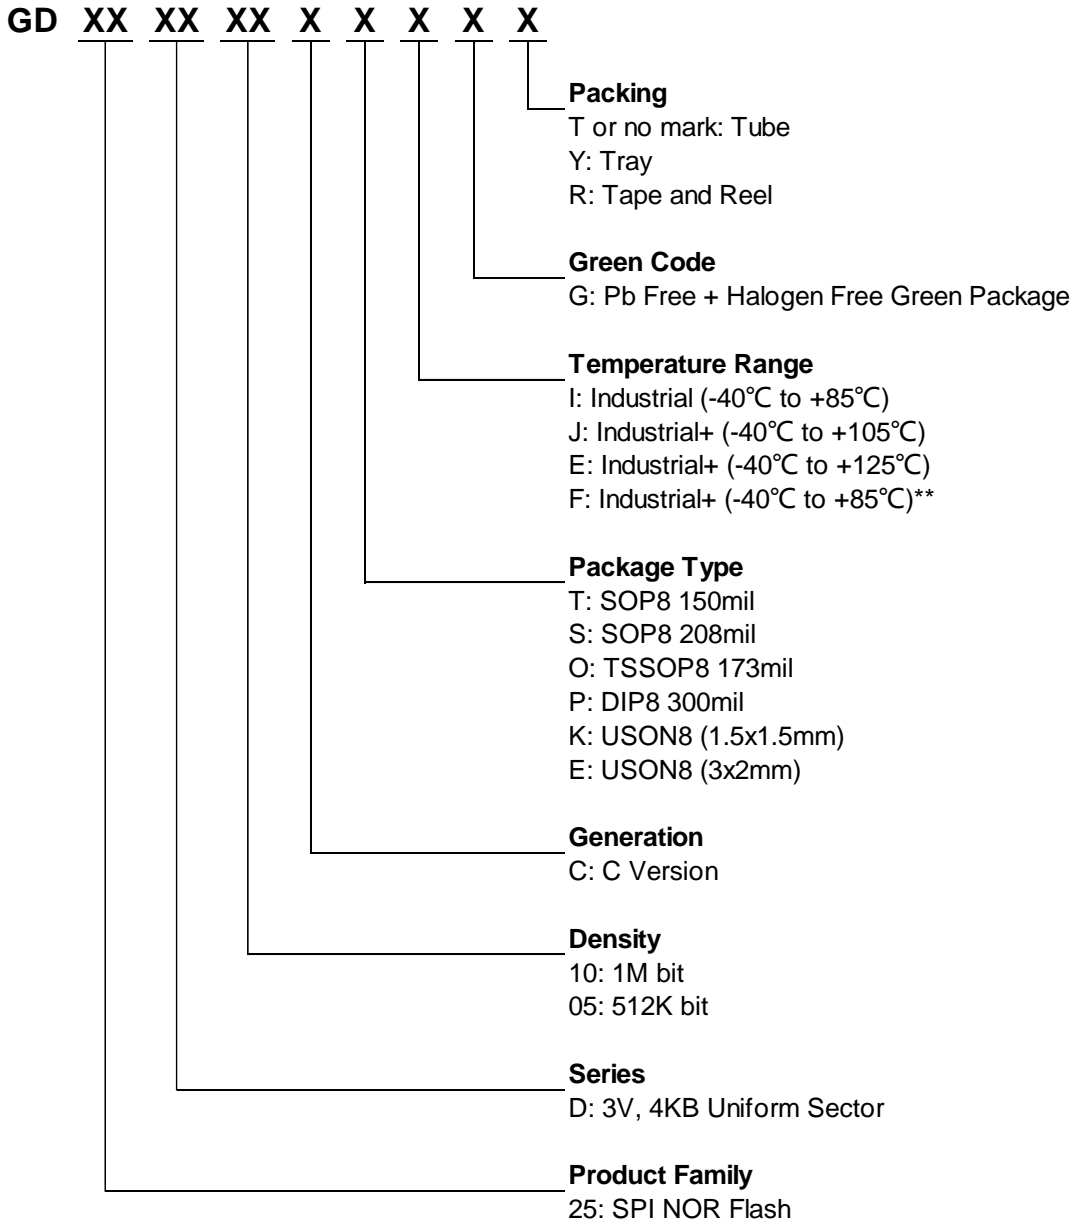 GD XX XX XX X X X X X
Packing
T or no mark: Tube
Y: Tray
R: Tape and Reel
Green Code
G: Pb Free + Halogen Free Green Package
Temperature Range
I: Industrial (-40℃ to +85℃)
J: Industrial+ (-40℃ to +105℃)
E: Industrial+ (-40℃ to +125℃)
F: Industrial+ (-40℃ to +85℃)**
Package Type
T: SOP8 150mil
S: SOP8 208mil
O: TSSOP8 173mil
P: DIP8 300mil
K: USON8 (1.5x1.5mm)
E: USON8 (3x2mm)
Generation
C: C Version
Density
10: 1M bit
05: 512K bit
Series
D: 3V, 4KB Uniform Sector
Product Family
25: SPI NOR Flash